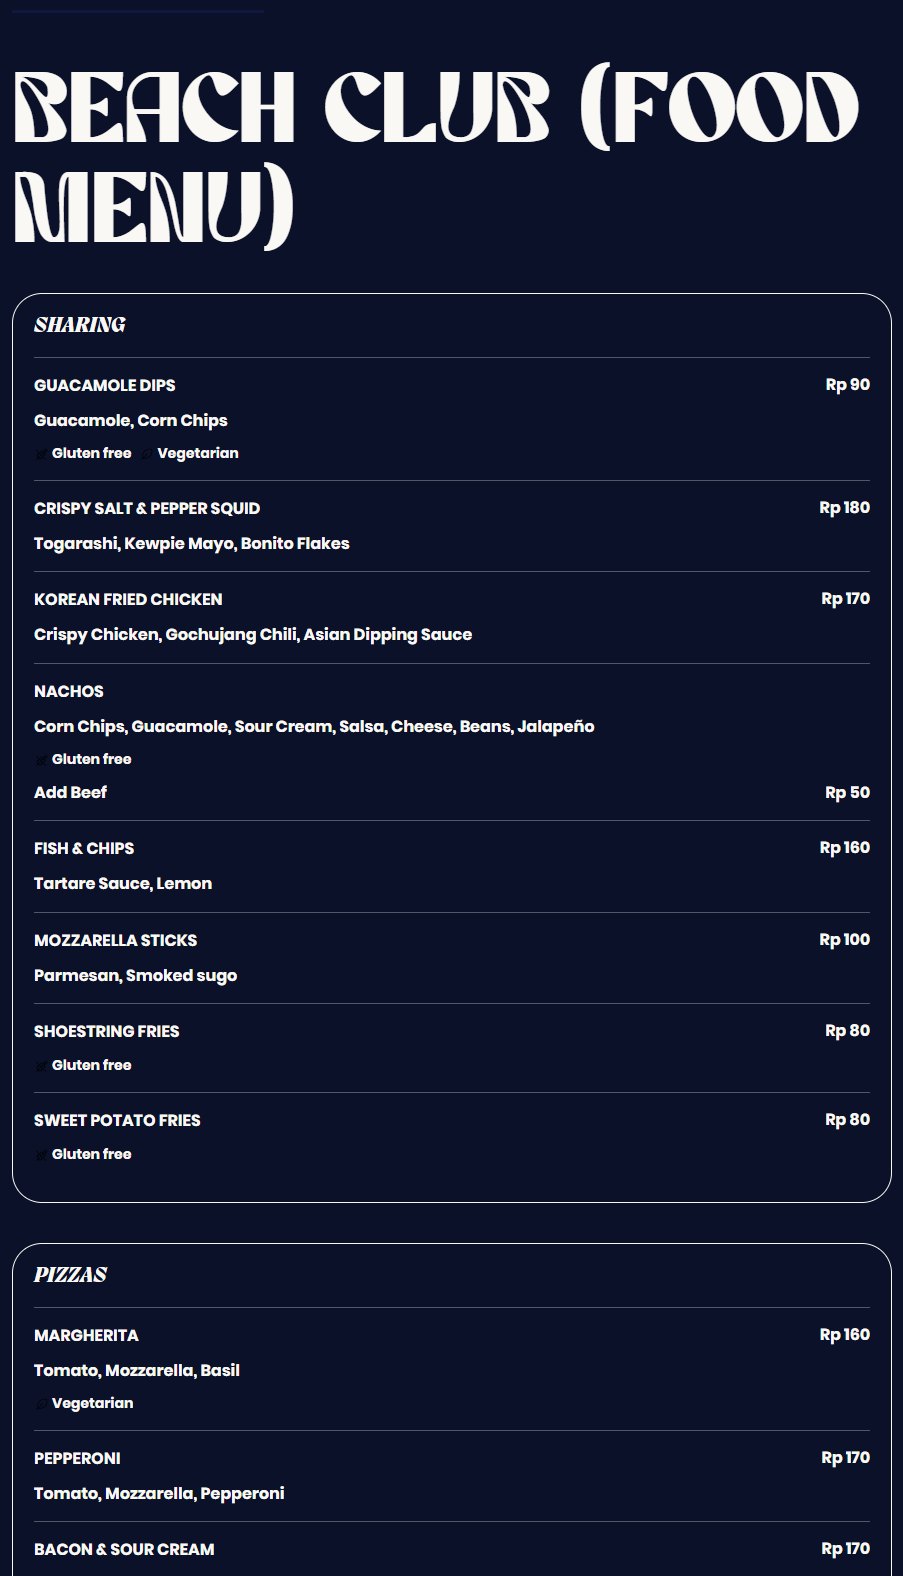 BEACH CLUB (FOOD
MENU)
SHARING
GUACAMOLE DIPS Rp 90
Guacamole, Corn Chips
Gluten free Vegetarian
CRISPY SALT & PEPPER SQUID Rp 180
Togarashi, Kewpie Mayo, Bonito Flakes
KOREAN FRIED CHICKEN Rp 170
Crispy Chicken, Gochujang Chili, Asian Dipping Sauce
NACHOS
Corn Chips, Guacamole, Sour Cream, Salsa, Cheese, Beans, Jalapeño
Gluten free
Add Beef Rp 50
FISH & CHIPS Rp 160
Tartare Sauce, Lemon
MOZZARELLA STICKS Rp 100
Parmesan, Smoked sugo
SHOESTRING FRIES Rp 80
Gluten free
SWEET POTATO FRIES Rp 80
Gluten free
PIZZAS
MARGHERITA Rp 160
Tomato, Mozzarella, Basil
Vegetarian
PEPPERONI Rp 170
Tomato, Mozzarella, Pepperoni
BACON & SOUR CREAM Rp 170